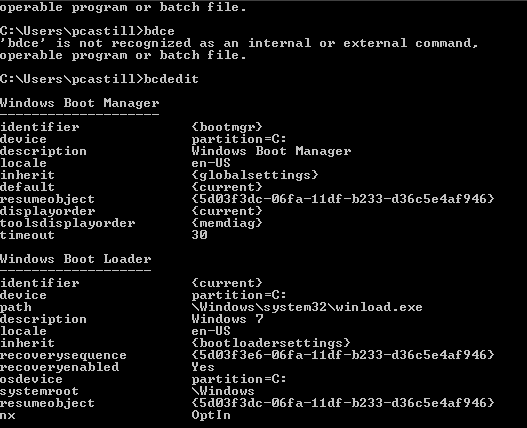 operable program or batch file.
C:\Users\pcastill>bdce
'bdce' is not recognized as an internal or external command,
operable program or batch file.
C:\Users\pcastill>bcdedit
Windows Boot Manager
--------------------
identifier {bootmgr}
device partition=C:
description Windows Boot Manager
locale en-US
inherit {globalsettings}
default {current}
resumeobject {5d03f3dc-06fa-11df-b233-d36c5e4af946}
displayorder {current}
toolsdisplayorder {memdiag}
timeout 30
Windows Boot Loader
-------------------
identifier {current}
device partition=C:
path \Windows\system32\winload.exe
description Windows 7
locale en-US
inherit {bootloadersettings}
recoverysequence {5d03f3e6-06fa-11df-b233-d36c5e4af946}
recoveryenabled Yes
osdevice partition=C:
systemroot \Windows
resumeobject {5d03f3dc-06fa-11df-b233-d36c5e4af946}
nx OptIn